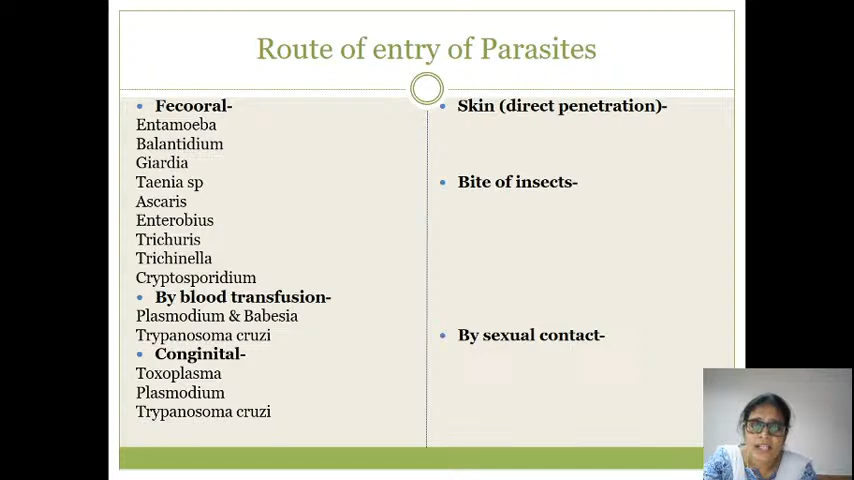 Route of entry of Parasites
• Fecooral-
Entamoeba
Balantidium
Giardia
Taenia sp
Ascaris
Enterobius
Trichuris
Trichinella
Cryptosporidium
• By blood transfusion-
Plasmodium & Babesia
Trypanosoma cruzi
• Conginital-
Toxoplasma
Plasmodium
Trypanosoma cruzi
• Skin (direct penetration)-
• Bite of insects-
• By sexual contact-